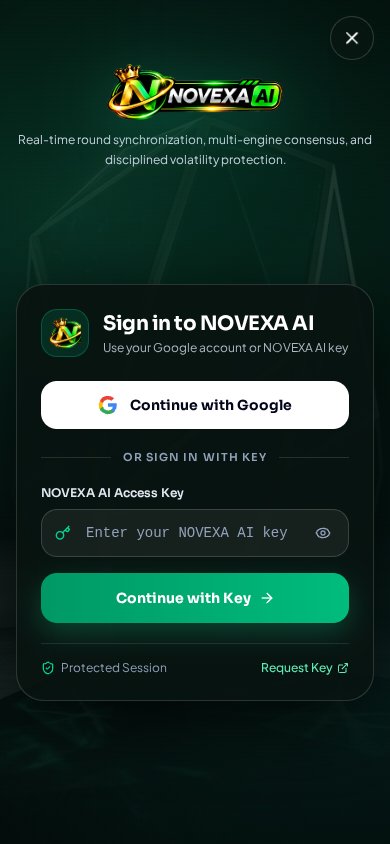 NOVEXA AI
Real-time round synchronization, multi-engine consensus, and
disciplined volatility protection.
Sign in to NOVEXA AI
Use your Google account or NOVEXA AI key
Continue with Google
OR SIGN IN WITH KEY
NOVEXA AI Access Key
Enter your NOVEXA AI key
Continue with Key
Protected Session
Request Key